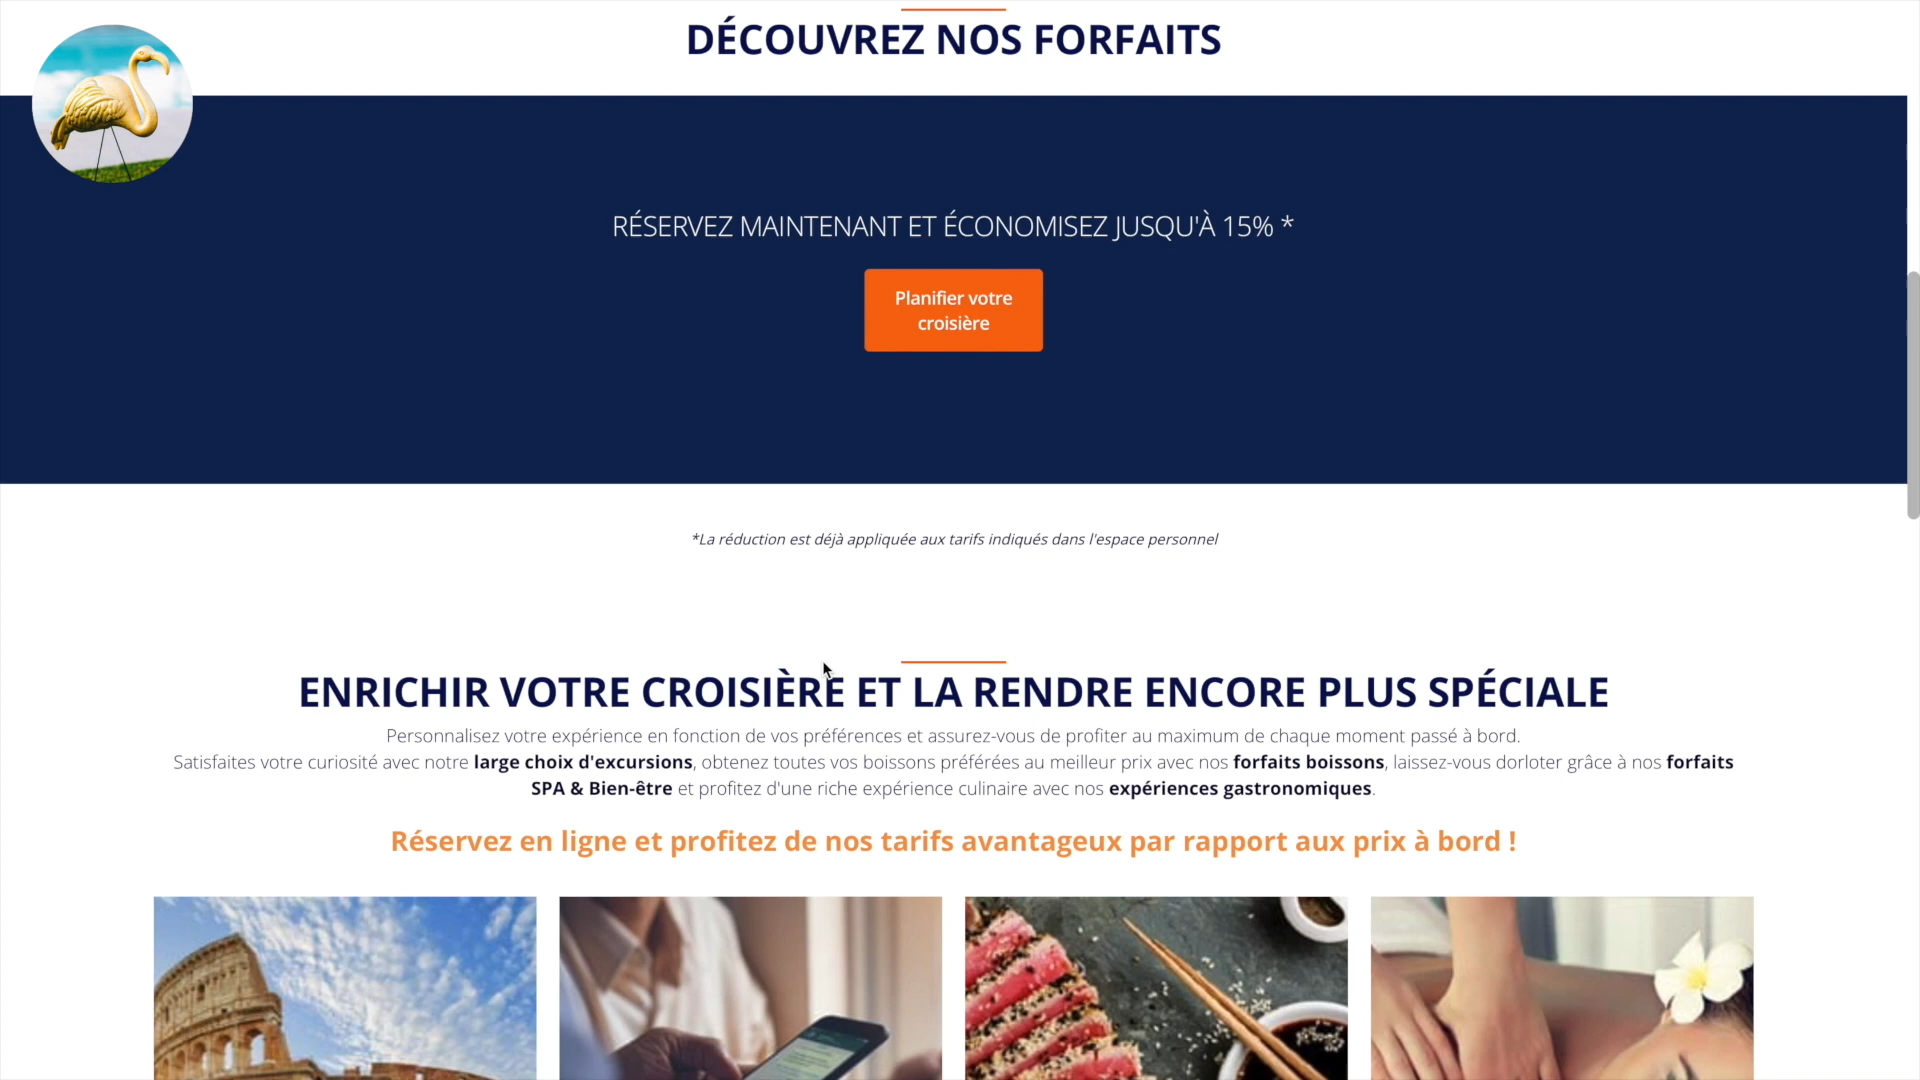 DÉCOUVREZ NOS FORFAITS
RÉSERVEZ MAINTENANT ET ÉCONOMISEZ JUSQU'À 15% *
Planifier votre
croisière
*La réduction est déjà appliquée aux tarifs indiqués dans l'espace personnel
ENRICHIR VOTRE CROISIÈRE ET LA RENDRE ENCORE PLUS SPÉCIALE
Personnalisez votre expérience en fonction de vos préférences et assurez-vous de profiter au maximum de chaque moment passé à bord.
Satisfaites votre curiosité avec notre large choix d'excursions, obtenez toutes vos boissons préférées au meilleur prix avec nos forfaits boissons, laissez-vous dorloter grâce à nos forfaits
SPA & Bien-être et profitez d'une riche expérience culinaire avec nos expériences gastronomiques.
Réservez en ligne et profitez de nos tarifs avantageux par rapport aux prix à bord !